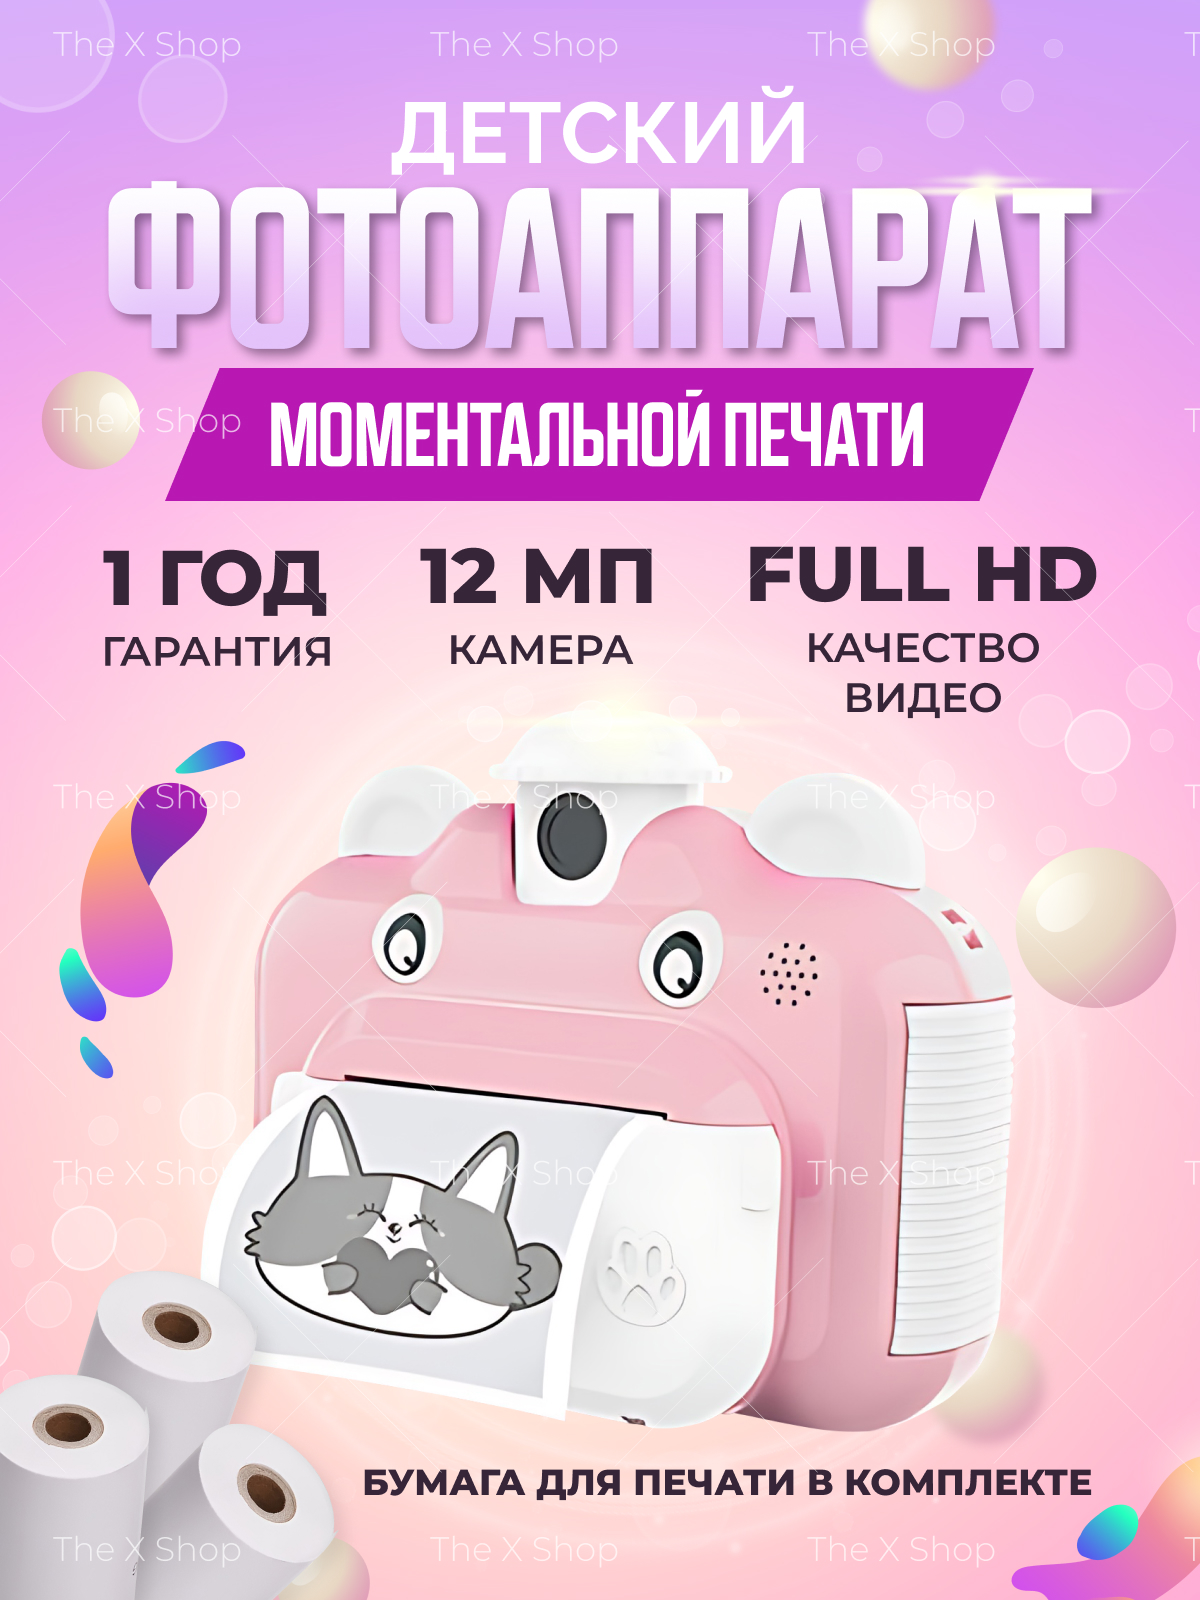 The X Shop The X Shop The X Shop T
ДЕТСКИЙ
ФОТОАППАРАТ
The X Shop T
МОМЕНТАЛЬНОЙ ПЕЧАТИ
1 ГОД 12 МП FULL HD
ГАРАНТИЯ КАМЕРА КАЧЕСТВО
ВИДЕО
The X Shop The X Shop The X Shop T
The X Shop The X Shop The X Shop T
БУМАГА ДЛЯ ПЕЧАТИ В КОМПЛЕКТЕ
The X Shop The X Shop The X Shop T